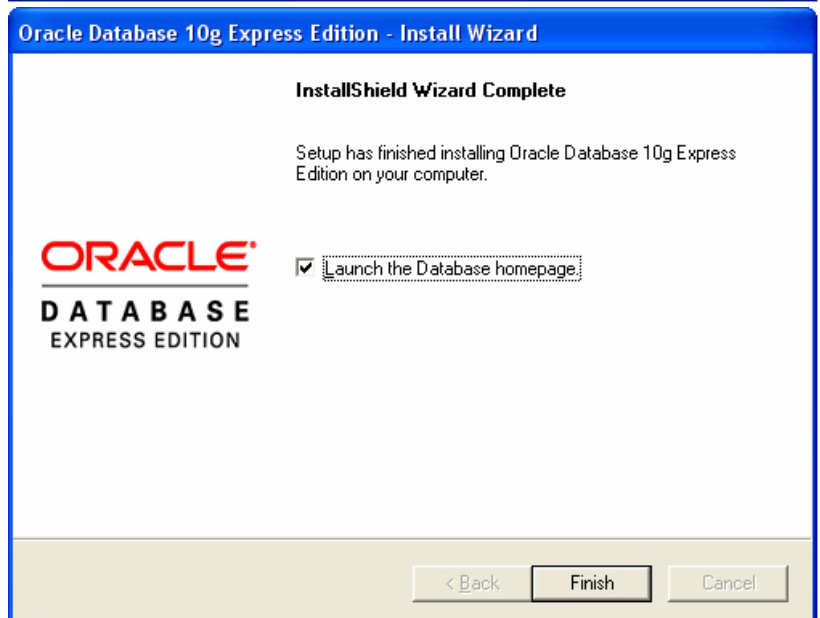 Oracle Database 10g Express Edition - Install Wizard
InstallShield Wizard Complete
Setup has finished installing Oracle Database 10g Express
Edition on your computer.
ORACLE
DATABASE
EXPRESS EDITION
Launch the Database homepage.
< Back
Finish
Cancel